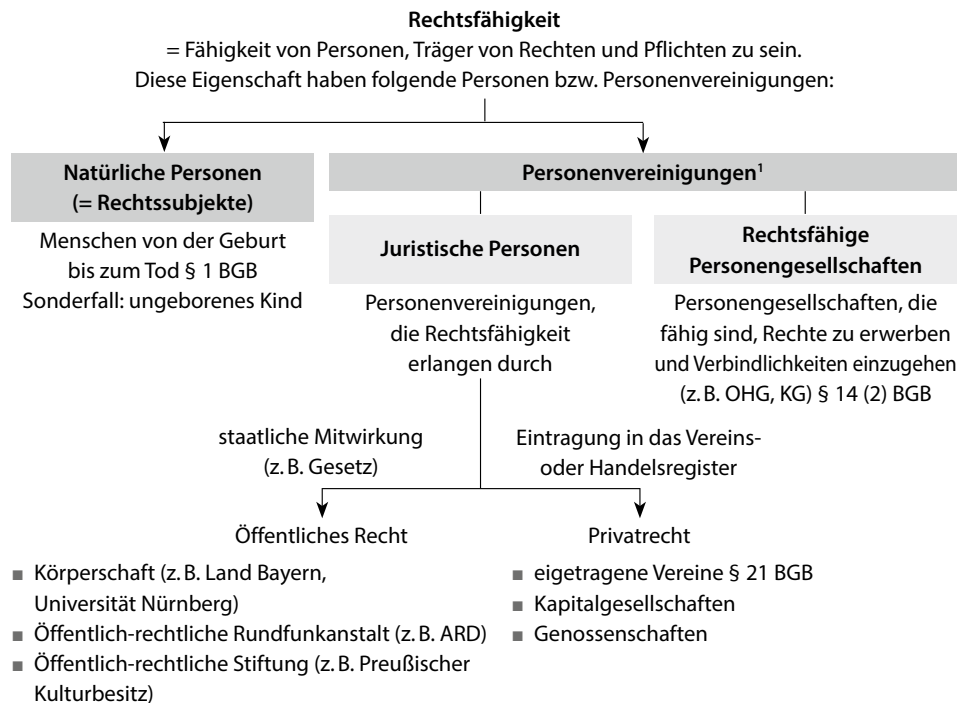 Rechtsfähigkeit
= Fähigkeit von Personen, Träger von Rechten und Pflichten zu sein.
Diese Eigenschaft haben folgende Personen bzw. Personenvereinigungen:
Natürliche Personen
(= Rechtssubjekte)
Menschen von der Geburt
bis zum Tod § 1 BGB
Sonderfall: ungeborenes Kind
Personenvereinigungen¹
Juristische Personen
Personenvereinigungen,
die Rechtsfähigkeit
erlangen durch
Rechtsfähige
Personengesellschaften
Personengesellschaften, die
fähig sind, Rechte zu erwerben
und Verbindlichkeiten einzugehen
(z. B. OHG, KG) § 14 (2) BGB
staatliche Mitwirkung
(z. B. Gesetz)
Eintragung in das Vereins-
oder Handelsregister
Öffentliches Recht
■ Körperschaft (z. B. Land Bayern,
Universität Nürnberg)
■ Öffentlich-rechtliche Rundfunkanstalt (z. B. ARD)
■ Öffentlich-rechtliche Stiftung (z. B. Preußischer
Kulturbesitz)
Privatrecht
■ eigetragene Vereine § 21 BGB
■ Kapitalgesellschaften
■ Genossenschaften